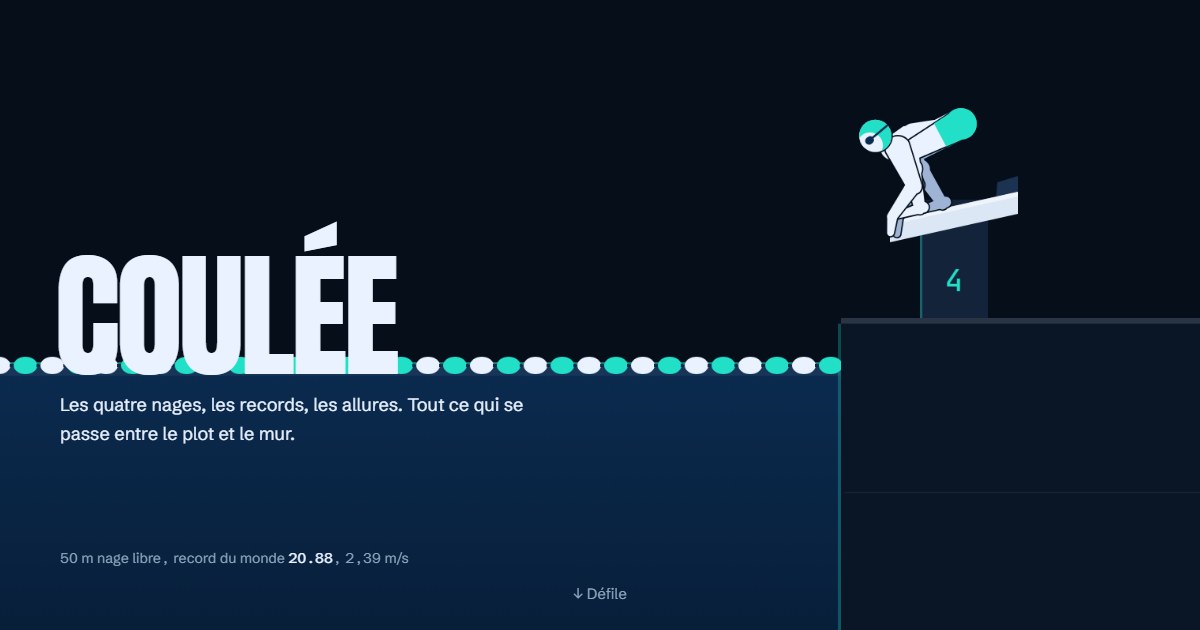 COULÉE
4
Les quatre nages, les records, les allures. Tout ce qui se
passe entre le plot et le mur.
50 m nage libre, record du monde 20.88, 2,39 m/s
↓ Défile